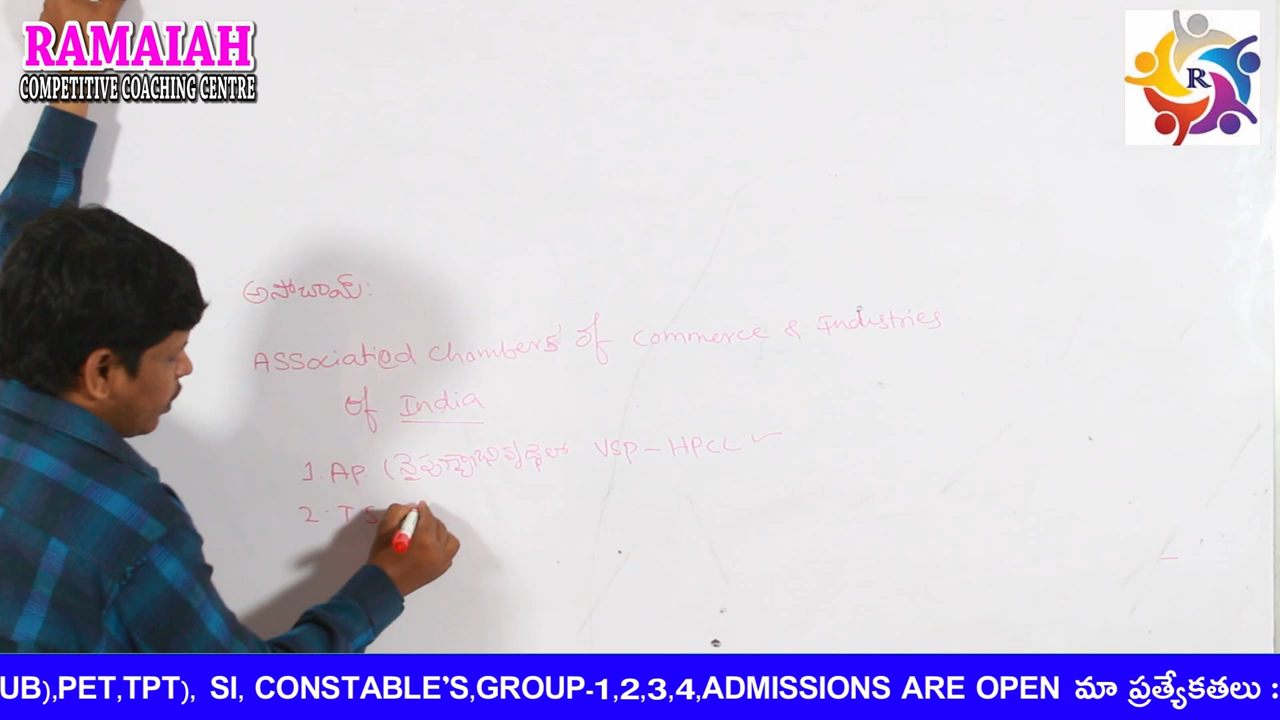 RAMAIAH
COMPETITIVE COACHING CENTRE
R
అసోచామ్:
Associated Chambers of Commerce & Industries
of India
1. AP. (నైపుణ్యాభివృద్ధిలో VSP - HPCL ✓
2. T S
UB),PET,TPT), SI, CONSTABLE'S,GROUP-1,2,3,4,ADMISSIONS ARE OPEN మా ప్రత్యేకతలు :